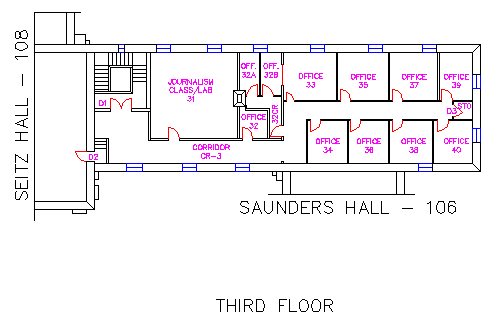 SEITZ HALL - 108
JOURNALISM
CLASS/LAB
31
OFF.
32A
OFF.
32B
OFFICE
33
OFFICE
35
OFFICE
37
OFFICE
39
STO
D3
D1
OFFICE
32
32CR
CORRIDOR
CR-3
D2
OFFICE
34
OFFICE
36
OFFICE
38
OFFICE
40
SAUNDERS HALL - 106
THIRD FLOOR